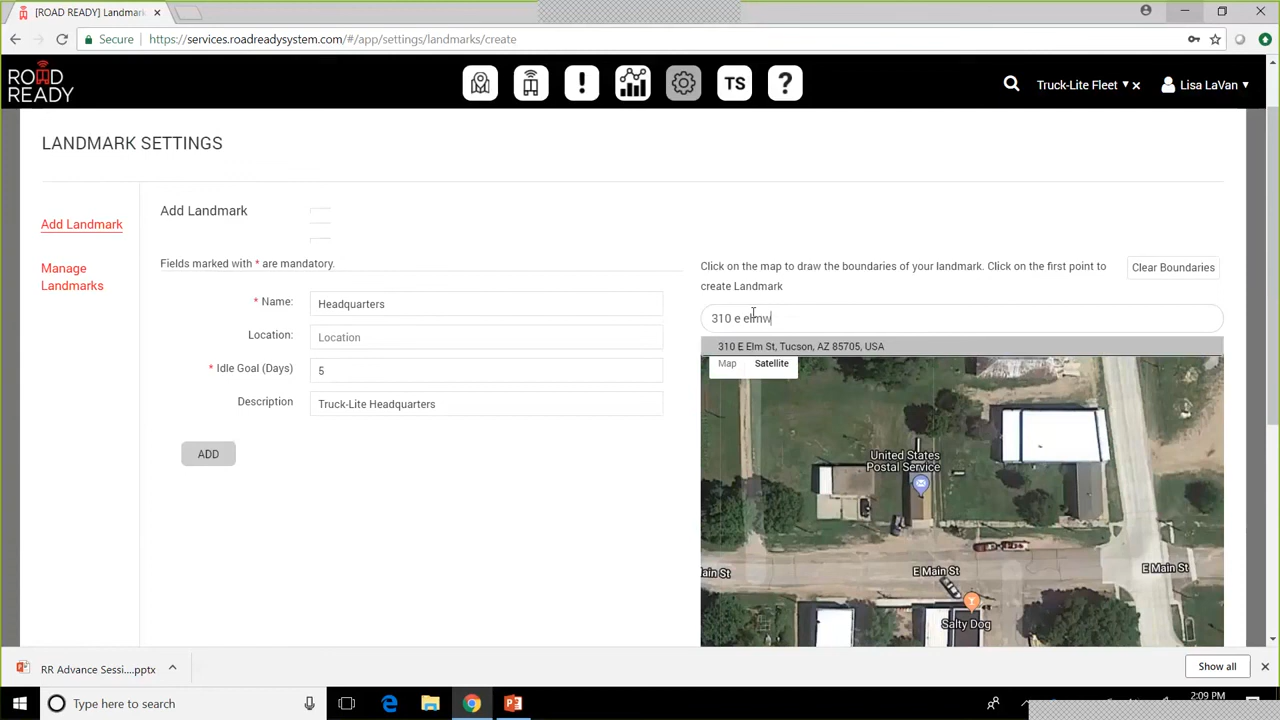 [ROAD READY] Landmark
Secure
https://services.roadreadysystem.com/#/app/settings/landmarks/create
ROAD
READY
!
TS
?
Truck-Lite Fleet
Lisa LaVan
LANDMARK SETTINGS
Add Landmark
Manage
Landmarks
Add Landmark
Fields marked with * are mandatory.
* Name:
Headquarters
Location:
Location
* Idle Goal (Days)
5
Description
Truck-Lite Headquarters
ADD
Click on the map to draw the boundaries of your landmark. Click on the first point to
create Landmark
Clear Boundaries
310 e elmw
310 E Elm St, Tucson, AZ 85705, USA
Map
Satellite
United States
Postal Service
ain St
E Main St
E Main St
Salty Dog
RR Advance Sessi....pptx
Show all
Type here to search
2:09 PM